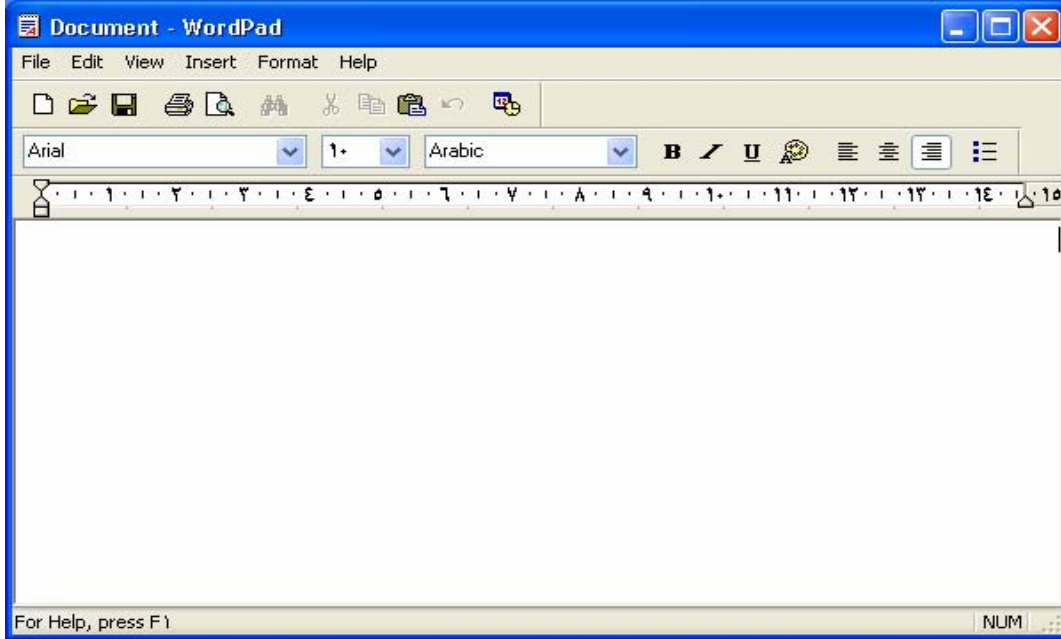 Document - WordPad
File Edit View Insert Format Help
Arial ١٠ Arabic B I U
١ ٢ ٣ ٤ ٥ ٦ ٧ ٨ ٩ ١٠ ١١ ١٢ ١٣ ١٤ ١٥
For Help, press F١ NUM